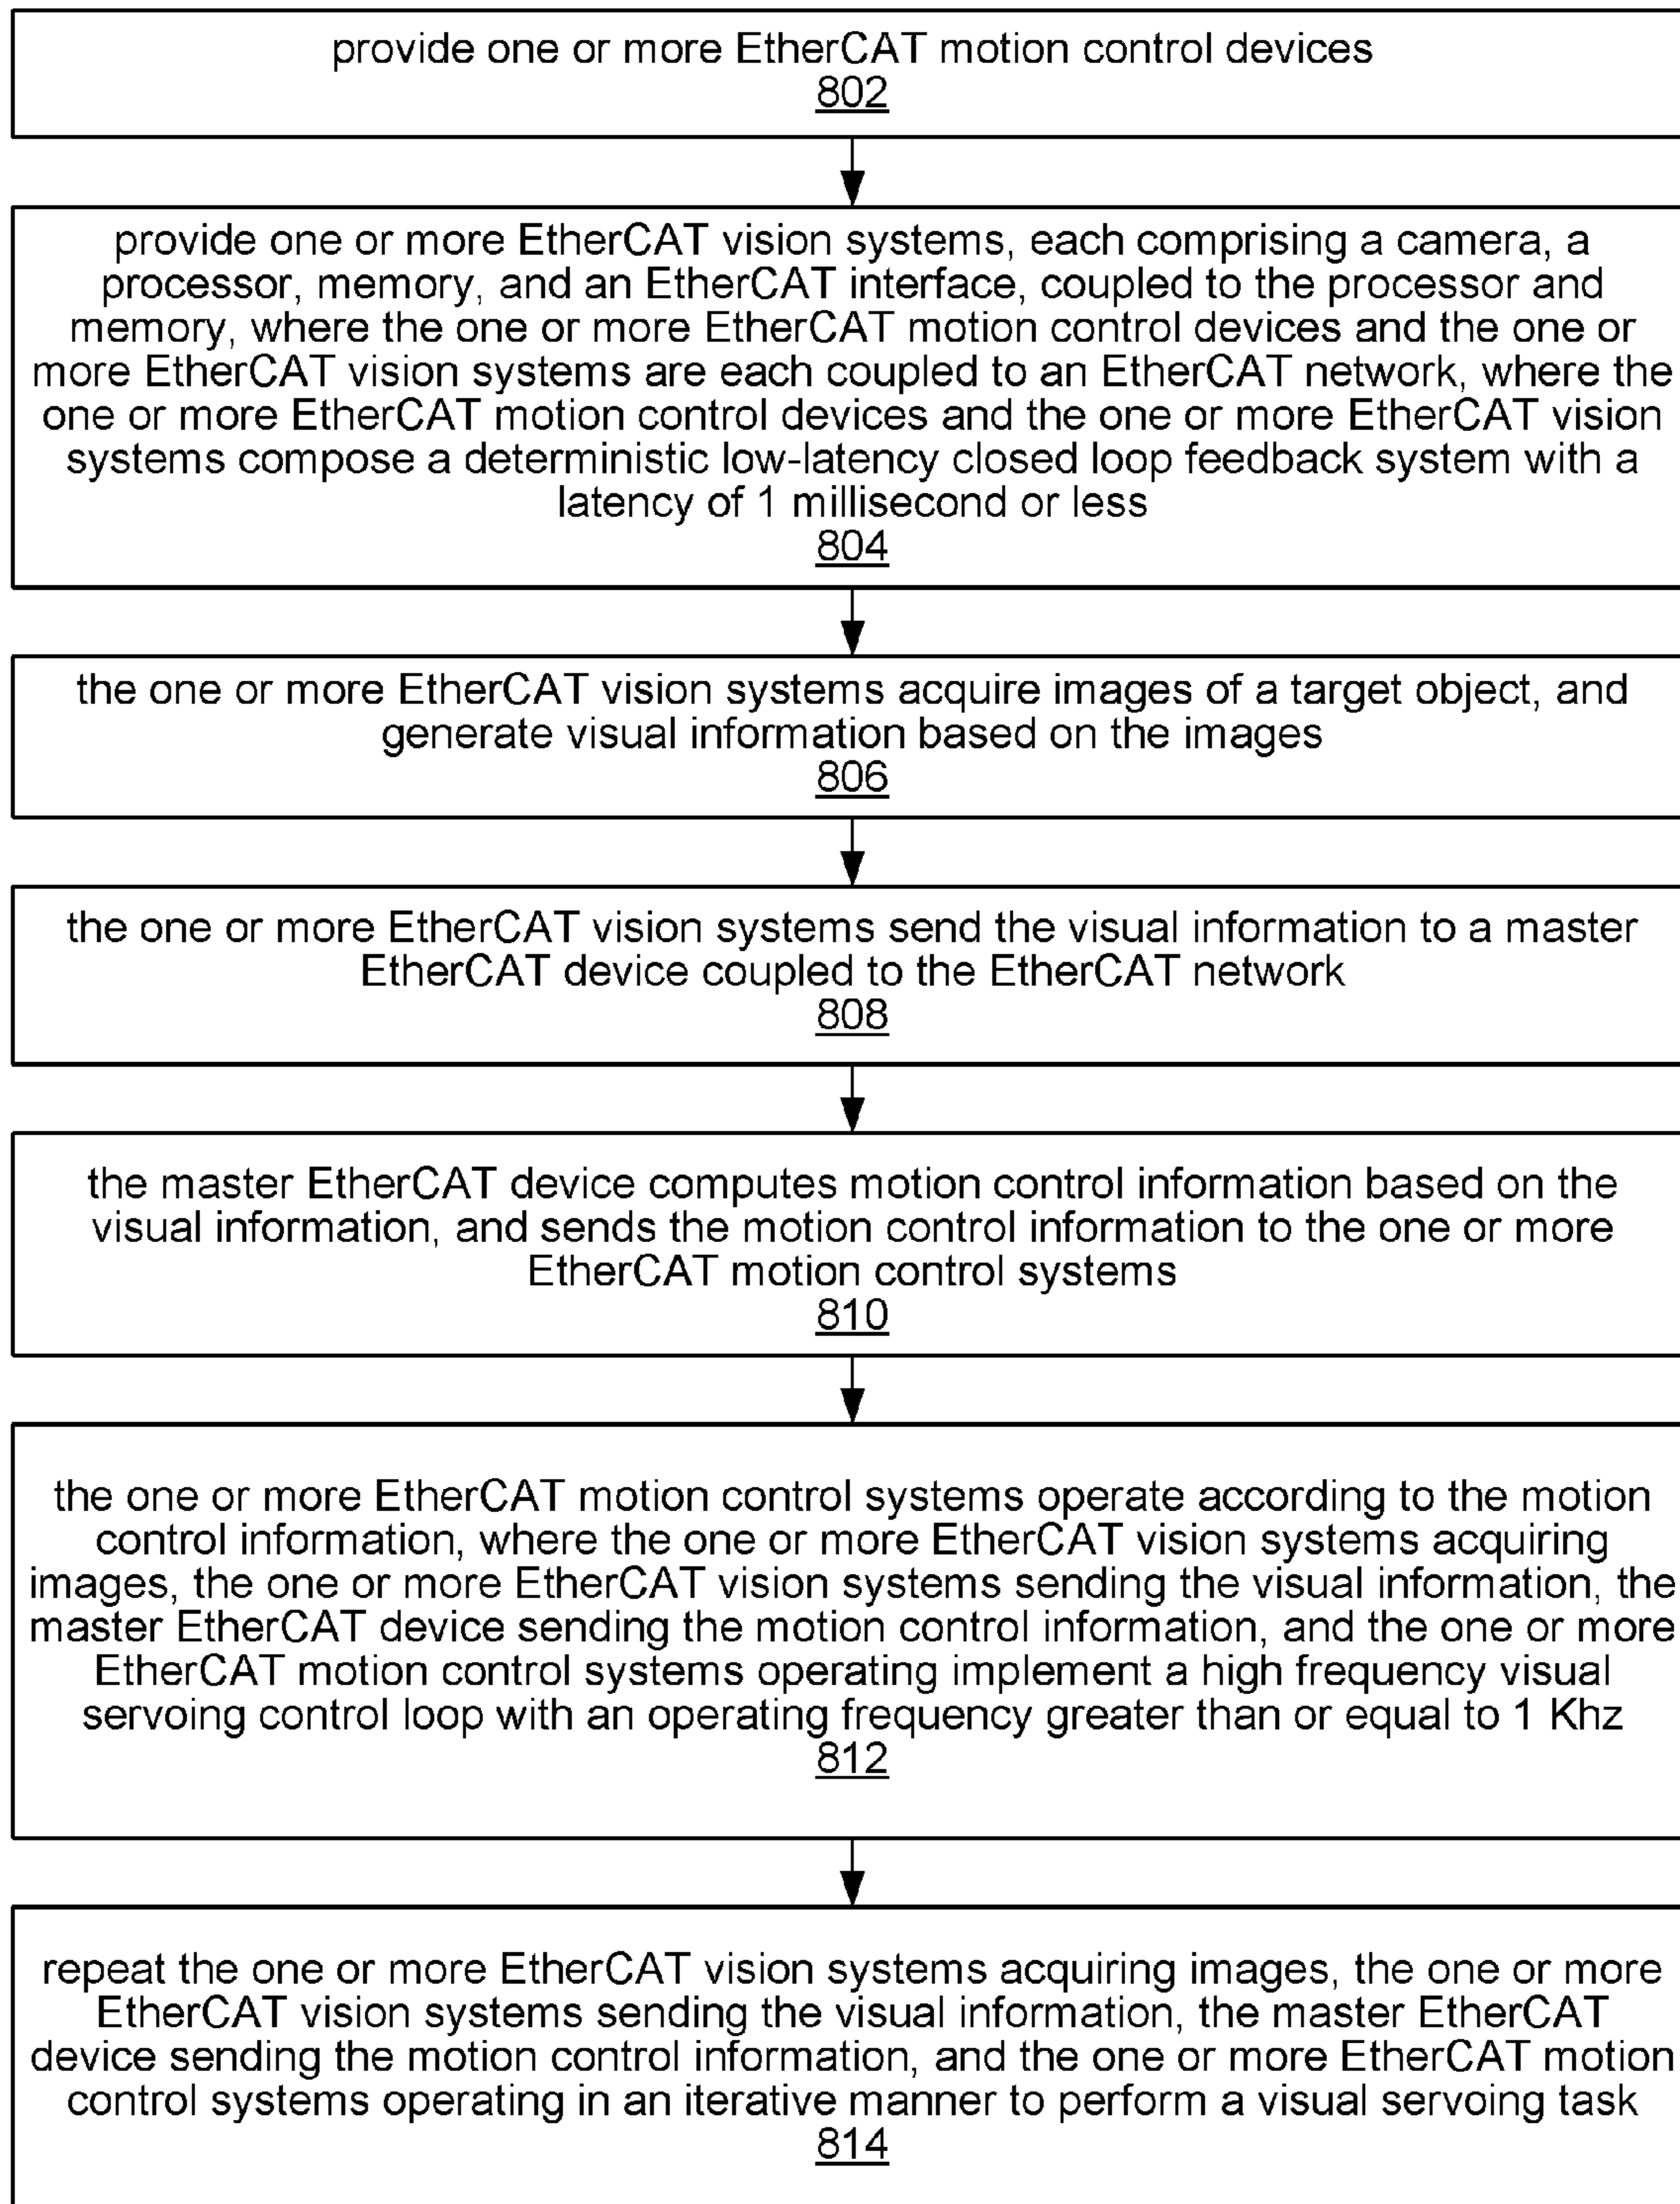 provide one or more EtherCAT motion control devices
802
provide one or more EtherCAT vision systems, each comprising a camera, a
processor, memory, and an EtherCAT interface, coupled to the processor and
memory, where the one or more EtherCAT motion control devices and the one or
more EtherCAT vision systems are each coupled to an EtherCAT network, where the
one or more EtherCAT motion control devices and the one or more EtherCAT vision
systems compose a deterministic low-latency closed loop feedback system with a
latency of 1 millisecond or less
804
the one or more EtherCAT vision systems acquire images of a target object, and
generate visual information based on the images
806
the one or more EtherCAT vision systems send the visual information to a master
EtherCAT device coupled to the EtherCAT network
808
the master EtherCAT device computes motion control information based on the
visual information, and sends the motion control information to the one or more
EtherCAT motion control systems
810
the one or more EtherCAT motion control systems operate according to the motion
control information, where the one or more EtherCAT vision systems acquiring
images, the one or more EtherCAT vision systems sending the visual information, the
master EtherCAT device sending the motion control information, and the one or more
EtherCAT motion control systems operating implement a high frequency visual
servoing control loop with an operating frequency greater than or equal to 1 Khz
812
repeat the one or more EtherCAT vision systems acquiring images, the one or more
EtherCAT vision systems sending the visual information, the master EtherCAT
device sending the motion control information, and the one or more EtherCAT motion
control systems operating in an iterative manner to perform a visual servoing task
814